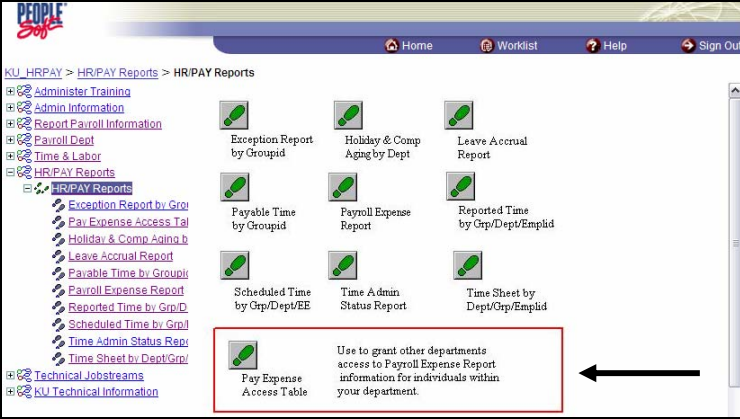 PEOPLE
Soft
Home
Worklist
Help
Sign Out
KU_HRPAY > HR/PAY Reports > HR/PAY Reports
Administer Training
Admin Information
Report Payroll Information
Payroll Dept
Time & Labor
HR/PAY Reports
HR/PAY Reports
Exception Report by Grou
Pay Expense Access Tal
Holiday & Comp Aging b
Leave Accrual Report
Payable Time by Groupid
Payroll Expense Report
Reported Time by Grp/D
Scheduled Time by Grp/
Time Admin Status Repo
Time Sheet by Dept/Grp/
Technical Jobstreams
KU Technical Information
Exception Report
by Groupid
Holiday & Comp
Aging by Dept
Leave Accrual
Report
Payable Time
by Groupid
Payroll Expense
Report
Reported Time
by Grp/Dept/Emplid
Scheduled Time
by Grp/Dept/EE
Time Admin
Status Report
Time Sheet by
Dept/Grp/Emplid
Pay Expense
Access Table
Use to grant other departments
access to Payroll Expense Report
information for individuals within
your department.